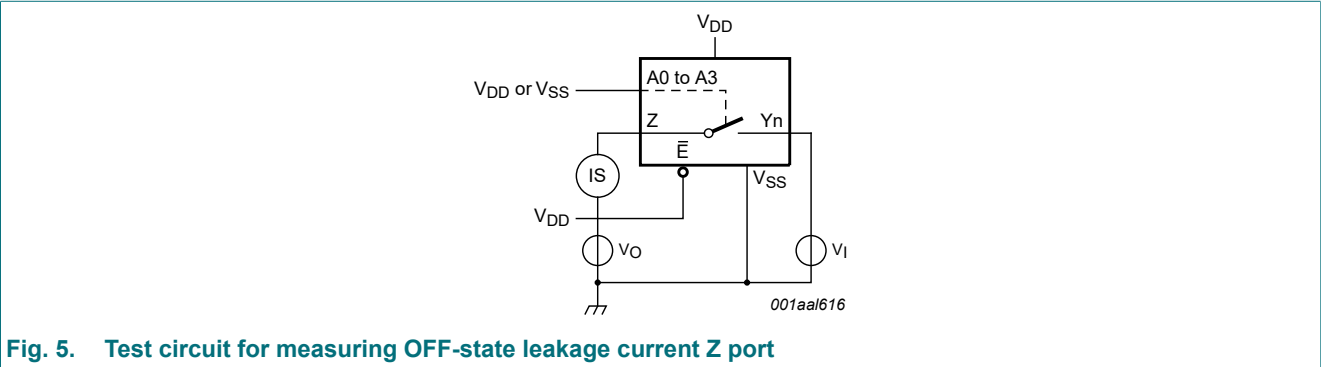 VDD
VDD or VSS
A0 to A3
Z
Yn
E̅
IS
VSS
VDD
VO
VI
001aal616
Fig. 5. Test circuit for measuring OFF-state leakage current Z port